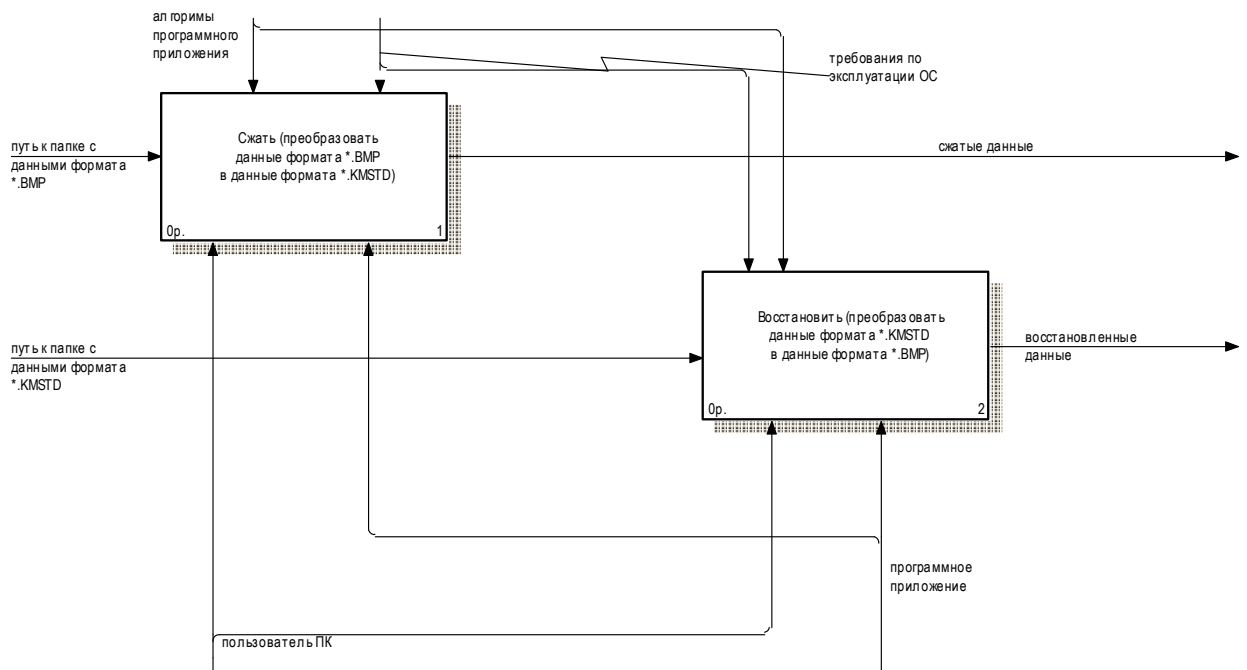 алгоримы
программного
приложения
требования по
эксплуатации ОС
Сжать (преобразовать
данные формата *.BMP
в данные формата *.KMSTD)
0р.
1
путь к папке с
данными формата
*.BMP
сжатые данные
Восстановить (преобразовать
данные формата *.KMSTD
в данные формата *.BMP)
0р.
2
путь к папке с
данными формата
*.KMSTD
восстановленные
данные
программное
приложение
пользователь ПК